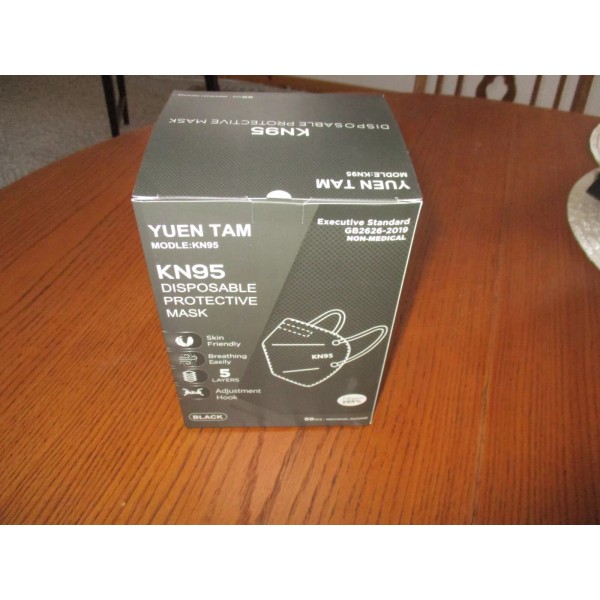 KN95
DISPOSABLE PROTECTIVE MASK
YUEN TAM
MODLE:KN95
YUEN TAM
MODLE:KN95
Executive Standard
GB2626-2019
NON-MEDICAL
KN95
DISPOSABLE
PROTECTIVE
MASK
Skin
Friendly
Breathing
Easily
5
LAYERS
Adjustment
Hook
KN95
BLACK